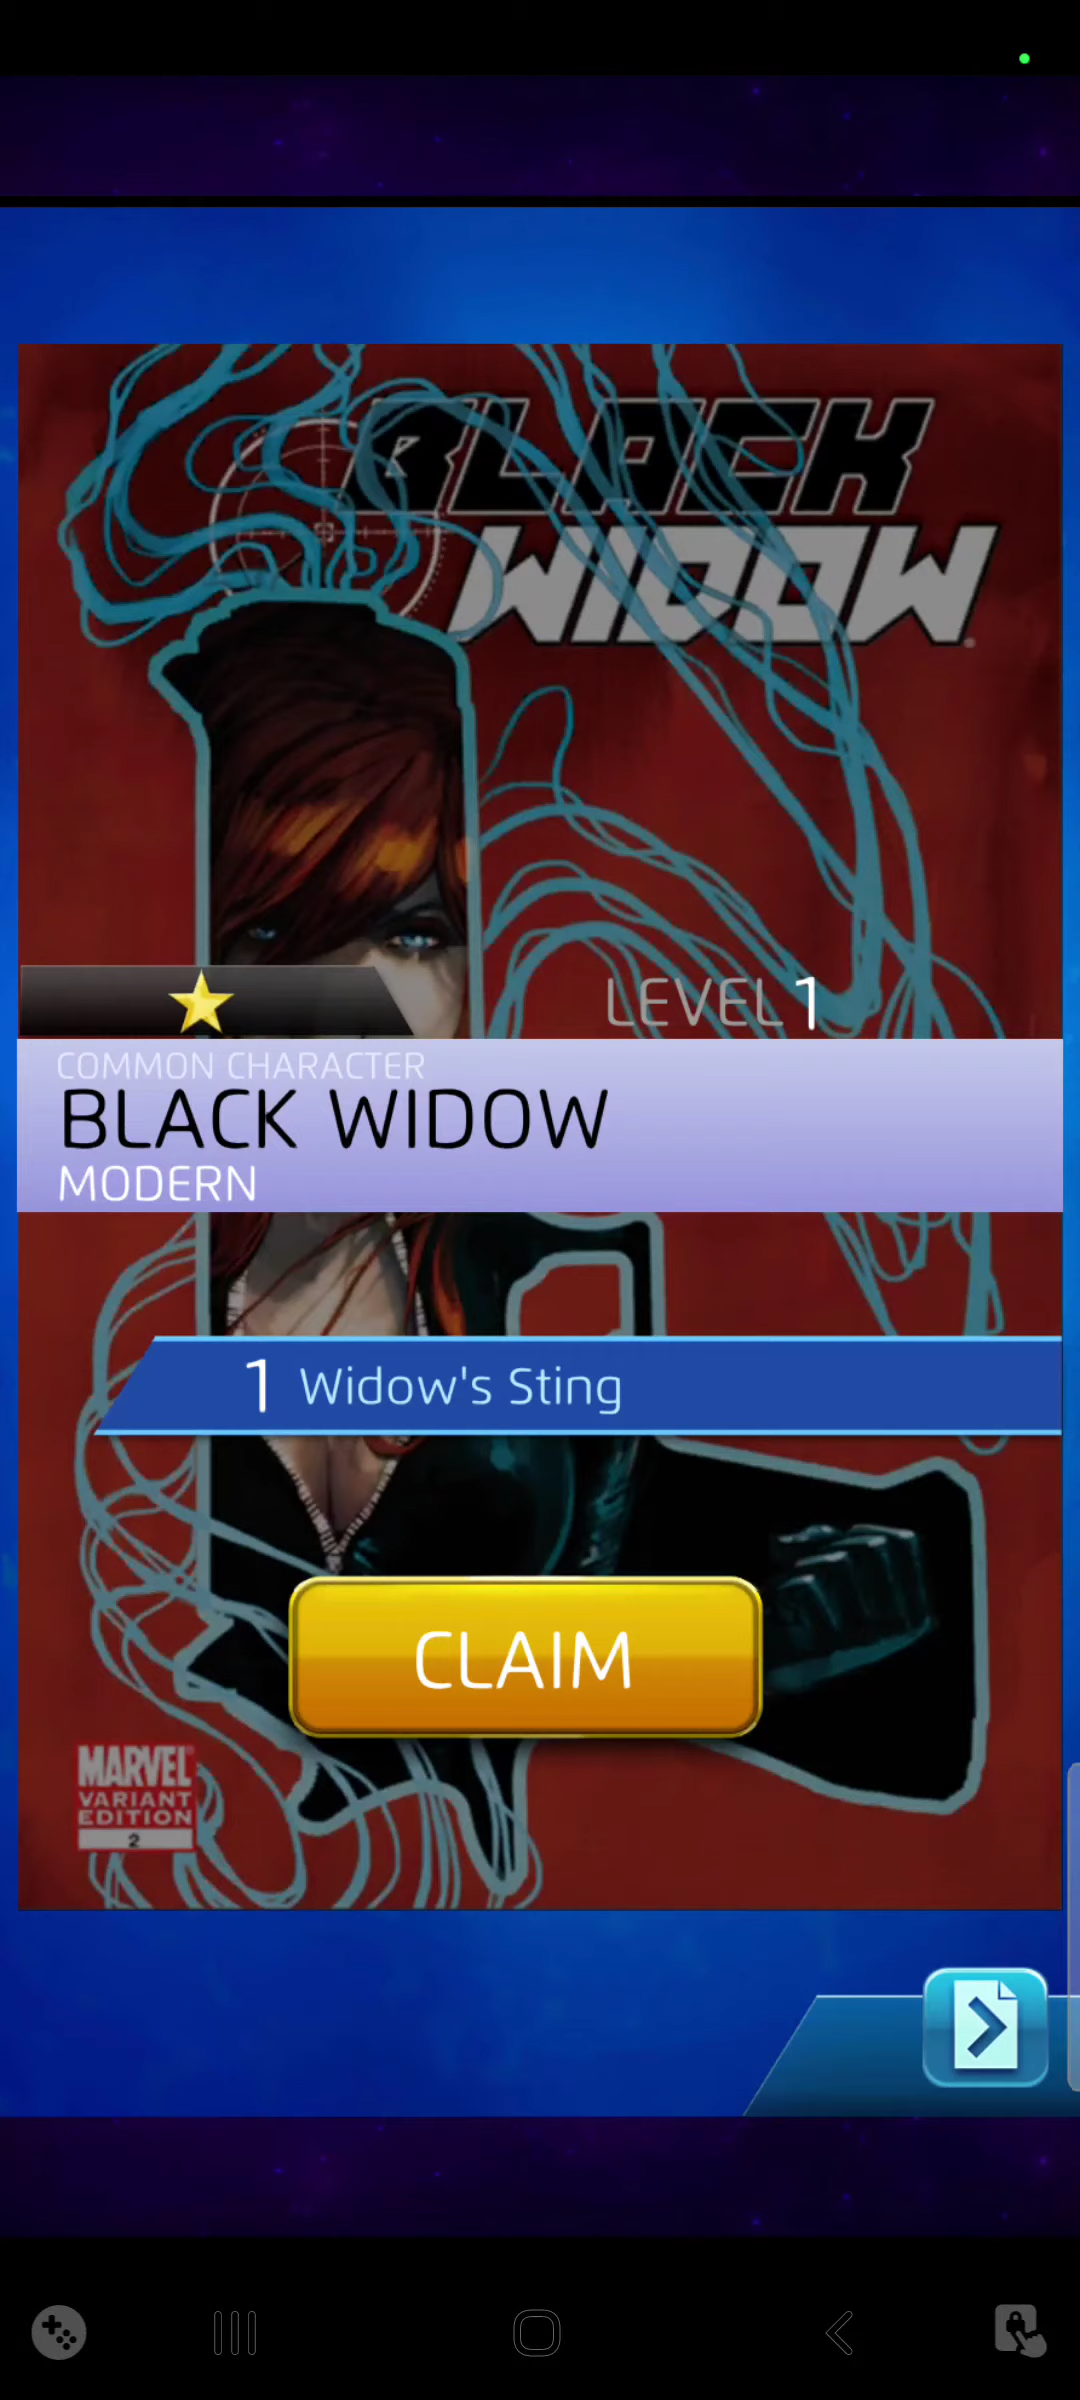 BLACK
WIDOW
LEVEL 1
COMMON CHARACTER
BLACK WIDOW
MODERN
1 Widow's Sting
CLAIM
MARVEL
VARIANT
EDITION
2